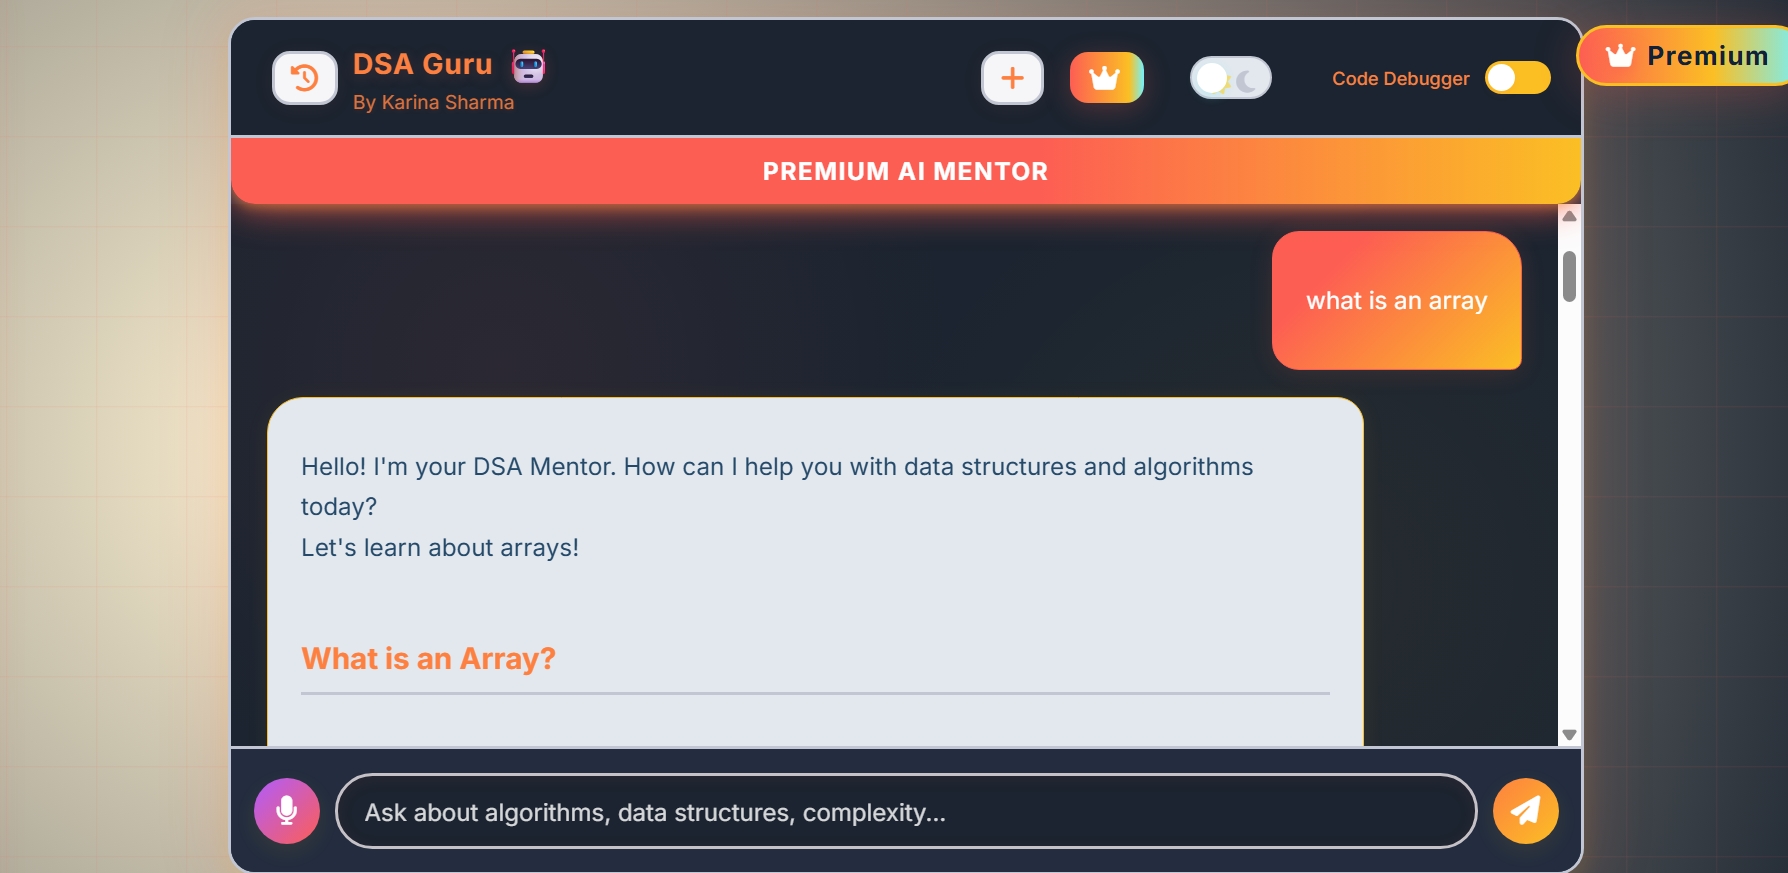 DSA Guru
By Karina Sharma
Code Debugger
Premium
PREMIUM AI MENTOR
what is an array
Hello! I'm your DSA Mentor. How can I help you with data structures and algorithms
today?
Let's learn about arrays!
What is an Array?
Ask about algorithms, data structures, complexity...